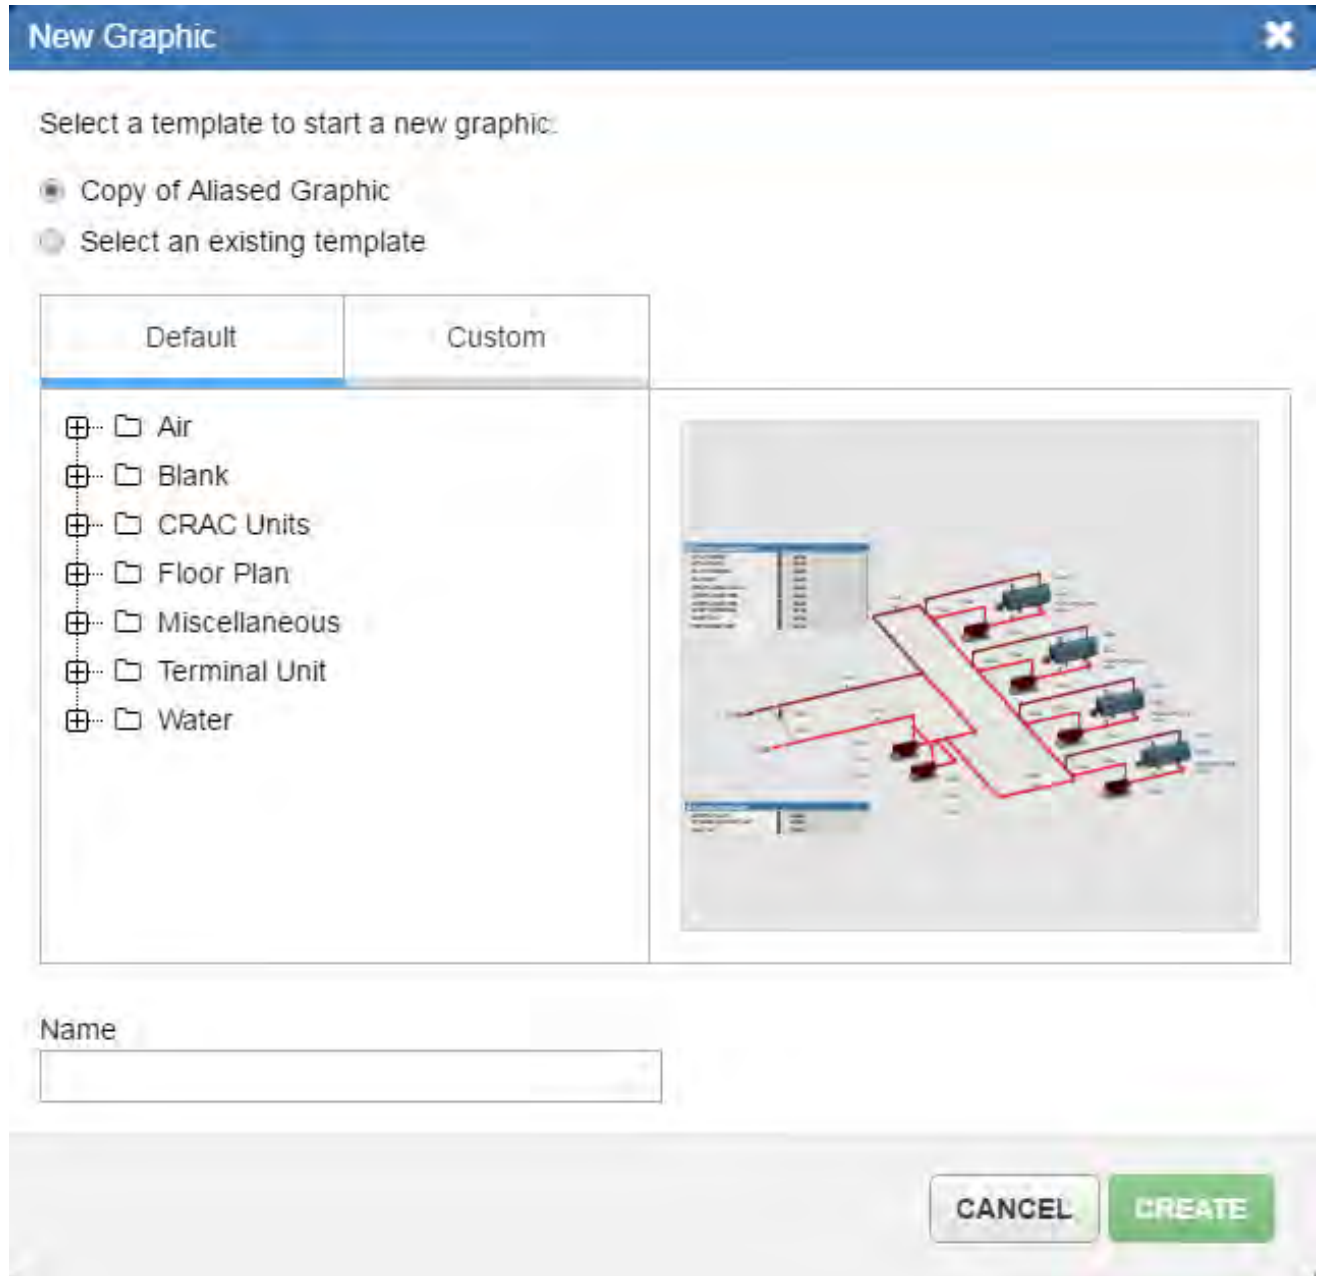 New Graphic
Select a template to start a new graphic:
Copy of Aliased Graphic
Select an existing template
Default
Custom
Air
Blank
CRAC Units
Floor Plan
Miscellaneous
Terminal Unit
Water
Name
CANCEL
CREATE